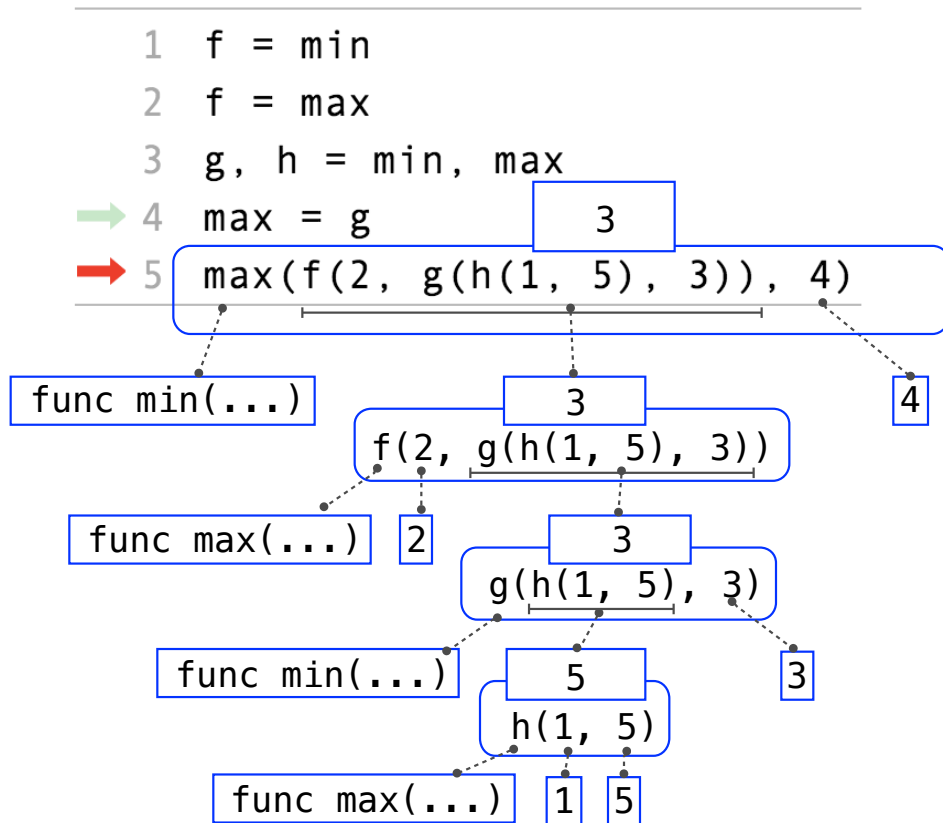 1 f = min
2 f = max
3 g, h = min, max
4 max = g
3
5 max(f(2, g(h(1, 5), 3)), 4)
func min(...)
3
4
f(2, g(h(1, 5), 3))
func max(...)
2
3
g(h(1, 5), 3)
func min(...)
5
3
h(1, 5)
func max(...)
1
5